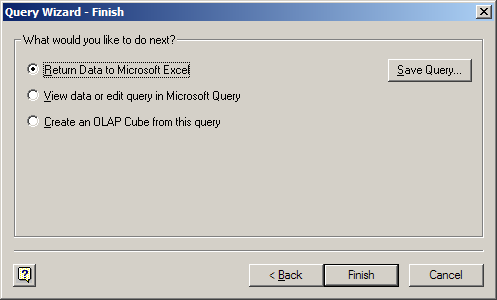 Query Wizard - Finish
What would you like to do next?
Return Data to Microsoft Excel
Save Query...
View data or edit query in Microsoft Query
Create an OLAP Cube from this query
?
< Back
Finish
Cancel